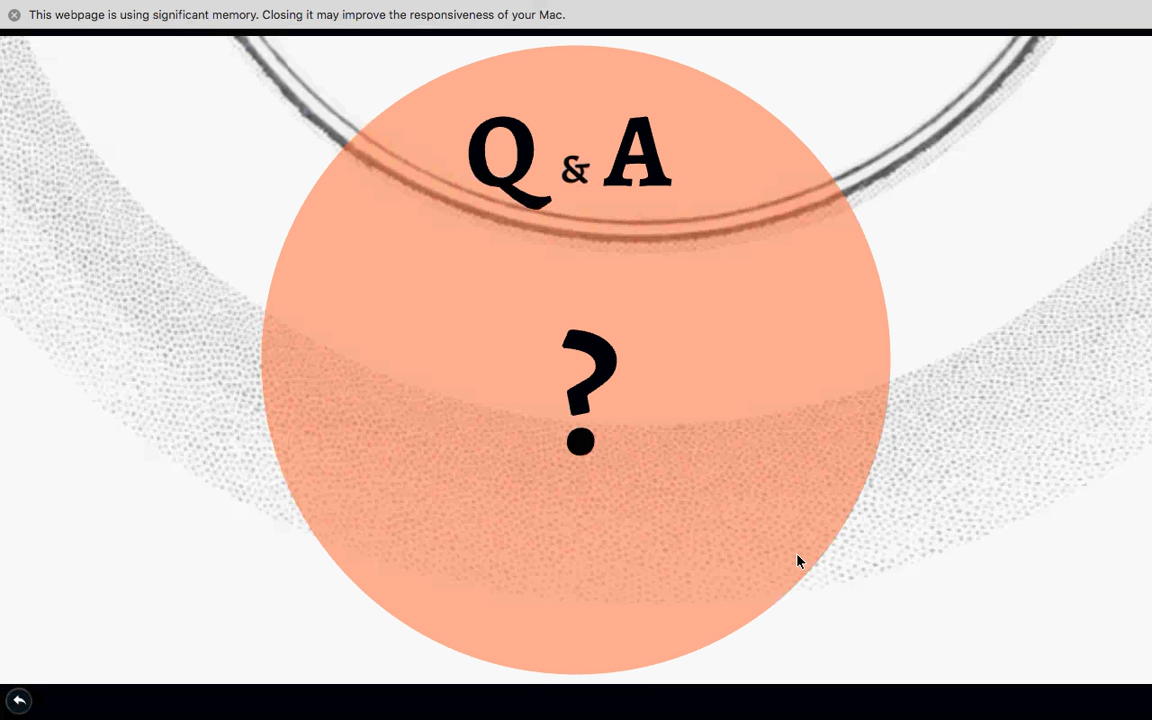 This webpage is using significant memory. Closing it may improve the responsiveness of your Mac.
Q & A
?